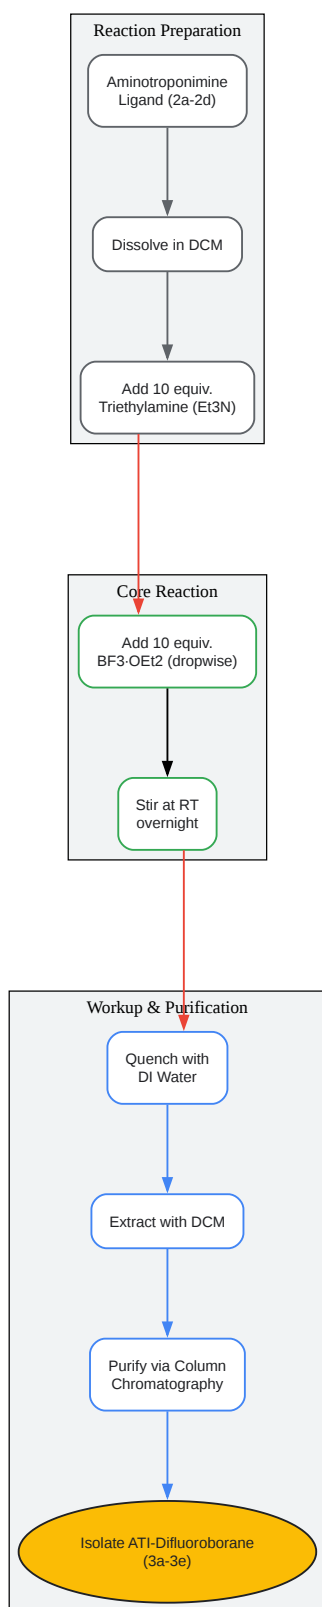 Reaction Preparation
Aminotroponimine
Ligand (2a-2d)
Dissolve in DCM
Add 10 equiv.
Triethylamine (Et3N)
Core Reaction
Add 10 equiv.
BF3·OEt2 (dropwise)
Stir at RT
overnight
Workup & Purification
Quench with
DI Water
Extract with DCM
Purify via Column
Chromatography
Isolate ATI-Difluoroborane
(3a-3e)